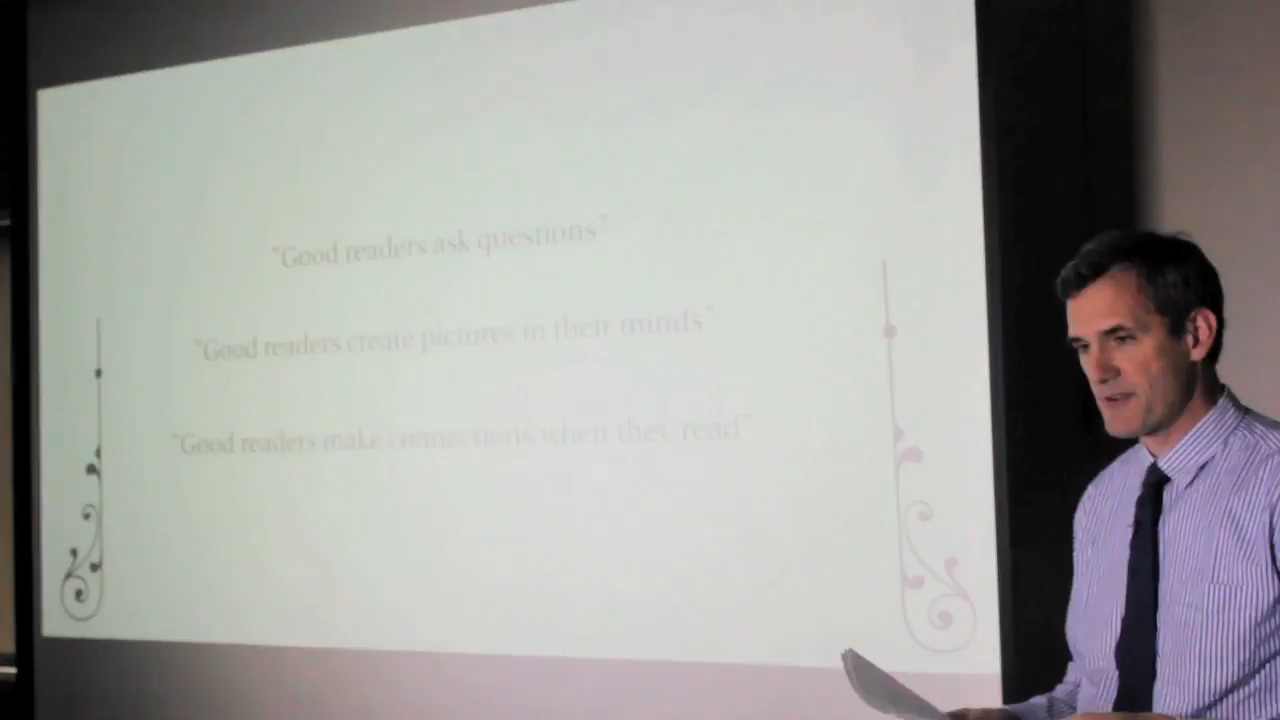 "Good readers ask questions"
"Good readers create pictures in their minds"
"Good readers make connections when they read"